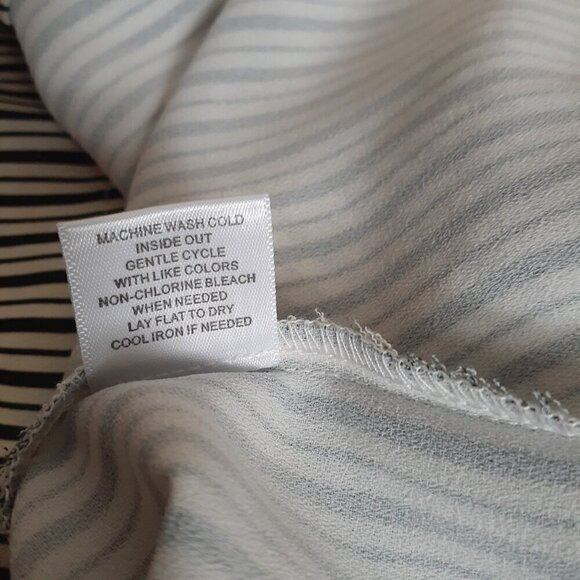 MACHINE WASH COLD
INSIDE OUT
GENTLE CYCLE
WITH LIKE COLORS
NON-CHLORINE BLEACH
WHEN NEEDED
LAY FLAT TO DRY
COOL IRON IF NEEDED